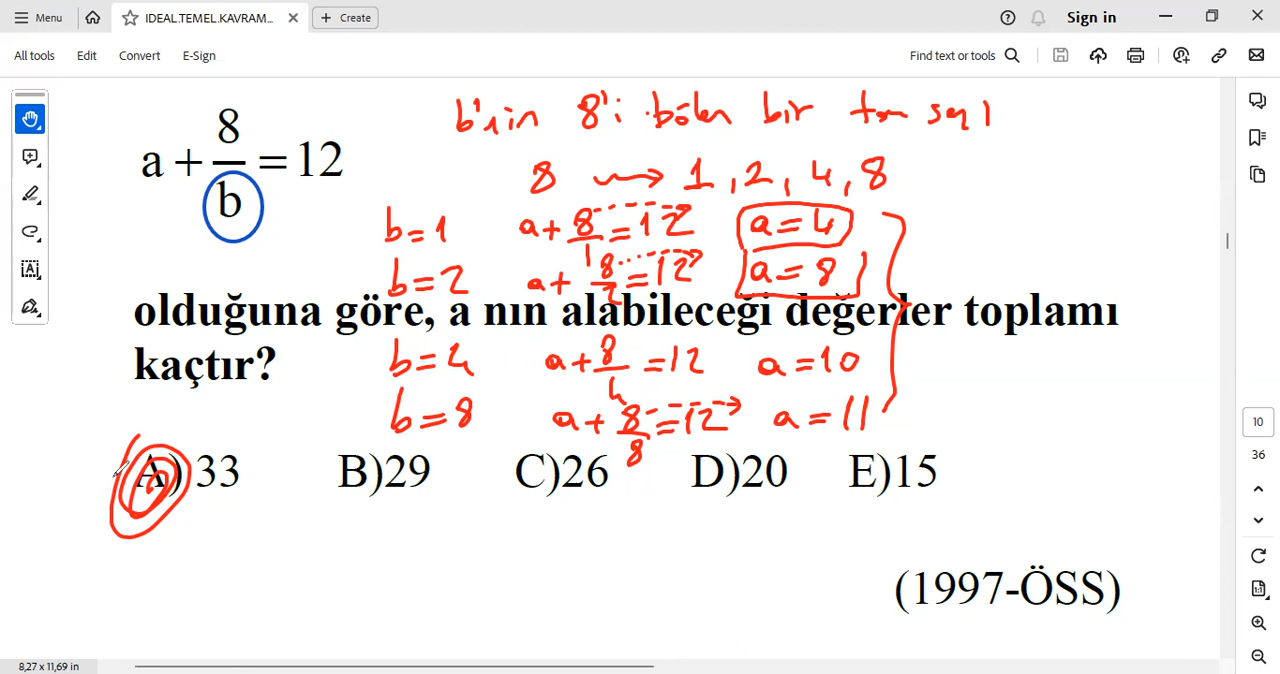 Menu
IDEAL.TEMEL.KAVRAM...
Create
Sign in
All tools Edit Convert E-Sign
Find text or tools
b'nin 8'i bölen bir tam sayı
a + 8/b = 12
8 → 1, 2, 4, 8
b=1 a+8/1=12 a=4
b=2 a+8/2=12 a=8
olduğuna göre, a nın alabileceği değerler toplamı
kaçtır?
b=4 a+8/4=12 a=10
b=8 a+8/8=12 a=11
A)33 B)29 C)26 D)20 E)15
(1997-ÖSS)
10
36
8,27 x 11,69 in